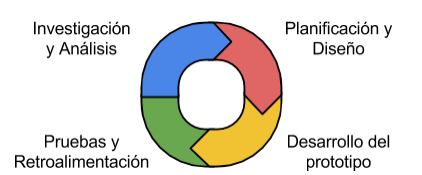 Investigación
y Análisis
Planificación y
Diseño
Pruebas y
Retroalimentación
Desarrollo del
prototipo